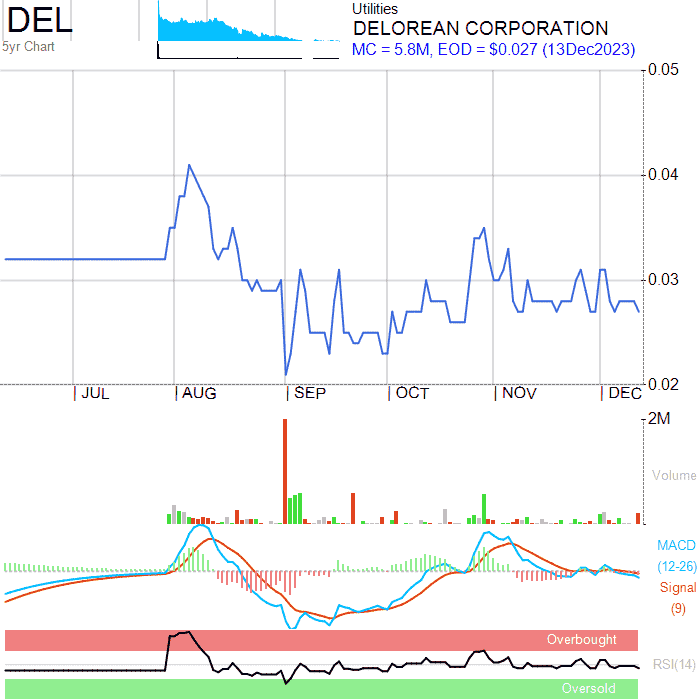 DEL
5yr Chart
Utilities
DELOREAN CORPORATION
MC = 5.8M, EOD = $0.027 (13Dec2023)
0.05
0.04
0.03
0.02
| JUL | AUG | SEP | OCT | NOV | DEC
2M
Volume
MACD
(12-26)
Signal
(9)
Overbought
RSI(14)
Oversold